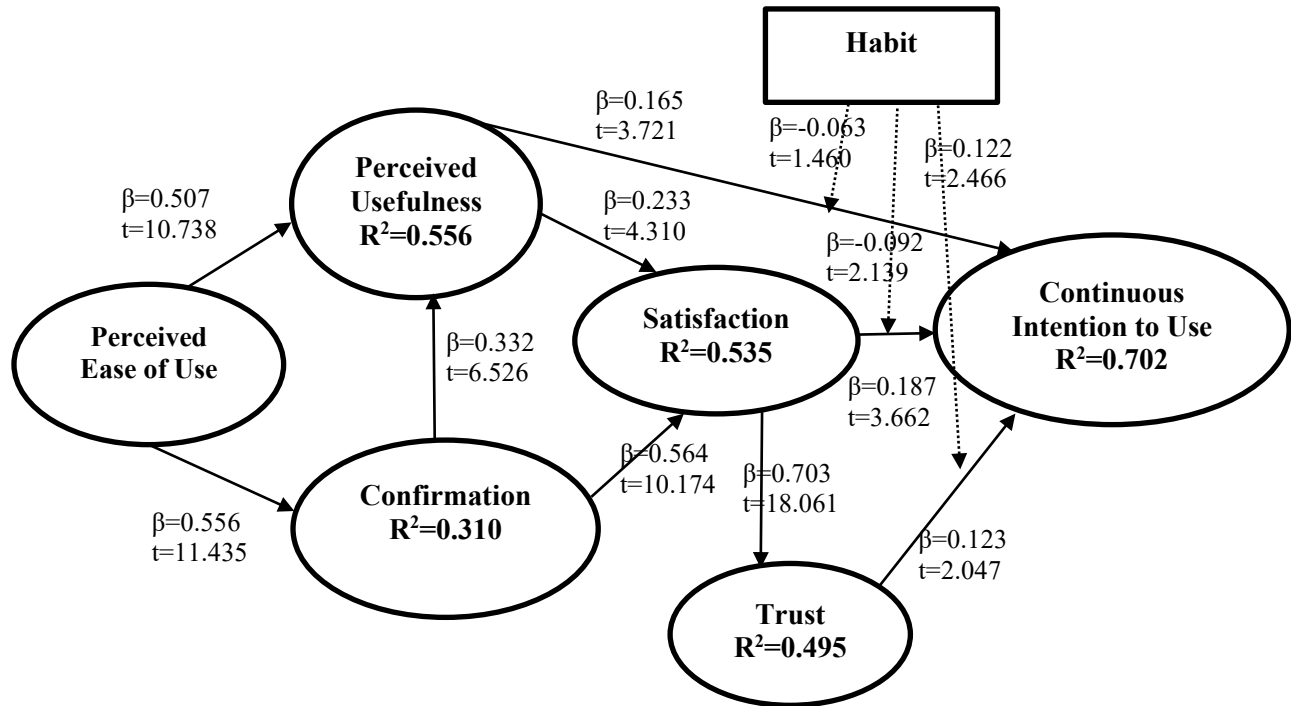 Habit
β=0.165
t=3.721
β=-0.063
t=1.460
β=0.122
t=2.466
Perceived
Usefulness
R²=0.556
β=0.507
t=10.738
β=0.233
t=4.310
β=-0.092
t=2.139
Perceived
Ease of Use
Satisfaction
R²=0.535
Continuous
Intention to Use
R²=0.702
β=0.332
t=6.526
β=0.187
t=3.662
β=0.564
t=10.174
β=0.703
t=18.061
Confirmation
R²=0.310
β=0.556
t=11.435
β=0.123
t=2.047
Trust
R²=0.495